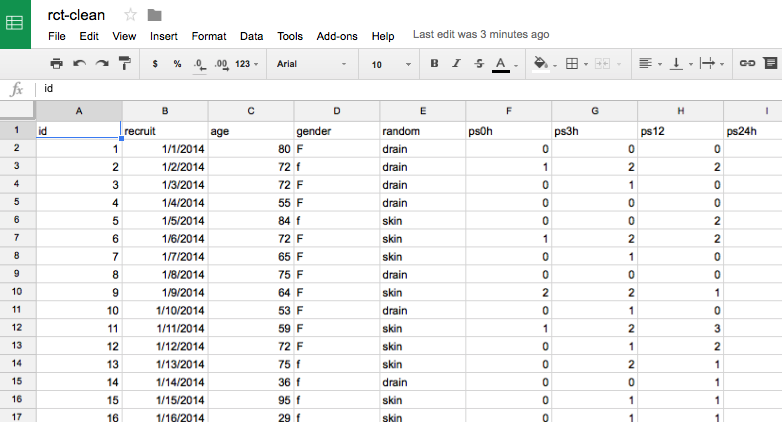 rct-clean
File Edit View Insert Format Data Tools Add-ons Help Last edit was 3 minutes ago
$ % .0 .00 123 Arial 10 B I S A
fx id
A B C D E F G H I
1 id recruit age gender random ps0h ps3h ps12 ps24h
2 1 1/1/2014 80 F drain 0 0 0
3 2 1/2/2014 72 f drain 1 2 2
4 3 1/3/2014 72 F drain 0 1 0
5 4 1/4/2014 55 F drain 0 0 0
6 5 1/5/2014 84 f skin 0 0 2
7 6 1/6/2014 72 F skin 1 2 2
8 7 1/7/2014 65 F skin 0 1 0
9 8 1/8/2014 75 F drain 0 0 0
10 9 1/9/2014 64 F skin 2 2 1
11 10 1/10/2014 53 F drain 0 1 0
12 11 1/11/2014 59 F skin 1 2 3
13 12 1/12/2014 72 F skin 0 1 2
14 13 1/13/2014 75 f skin 0 2 1
15 14 1/14/2014 36 f drain 0 0 1
16 15 1/15/2014 95 f skin 0 1 1
17 16 1/16/2014 29 f skin 0 1 1